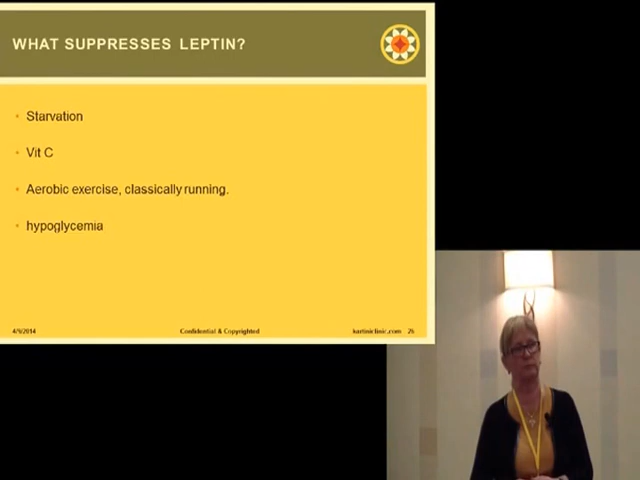 WHAT SUPPRESSES LEPTIN?
Starvation
Vit C
Aerobic exercise, classically running.
hypoglycemia
4/9/2014 Confidential & Copyrighted kartiniclinic.com 26